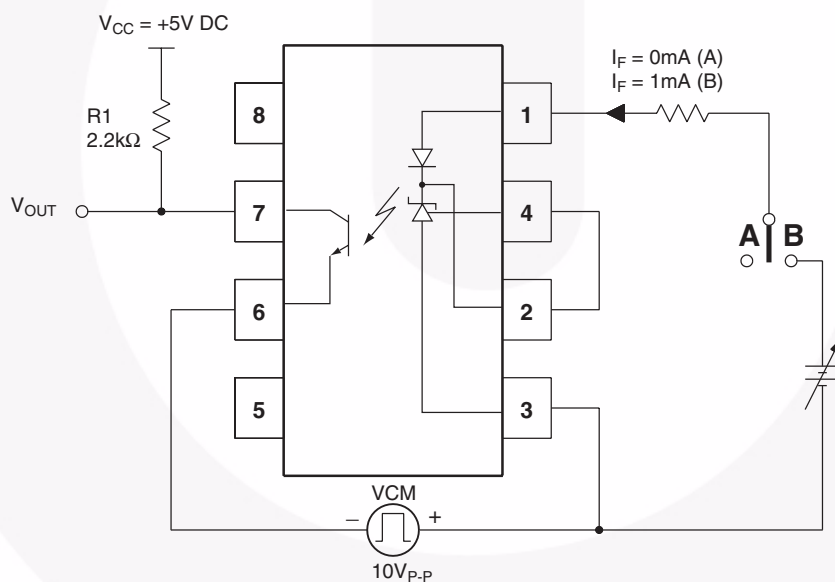 V_CC = +5V DC
R1
2.2kΩ
V_OUT
8
7
6
5
1
4
2
3
I_F = 0mA (A)
I_F = 1mA (B)
A B
VCM
– +
10V_P-P